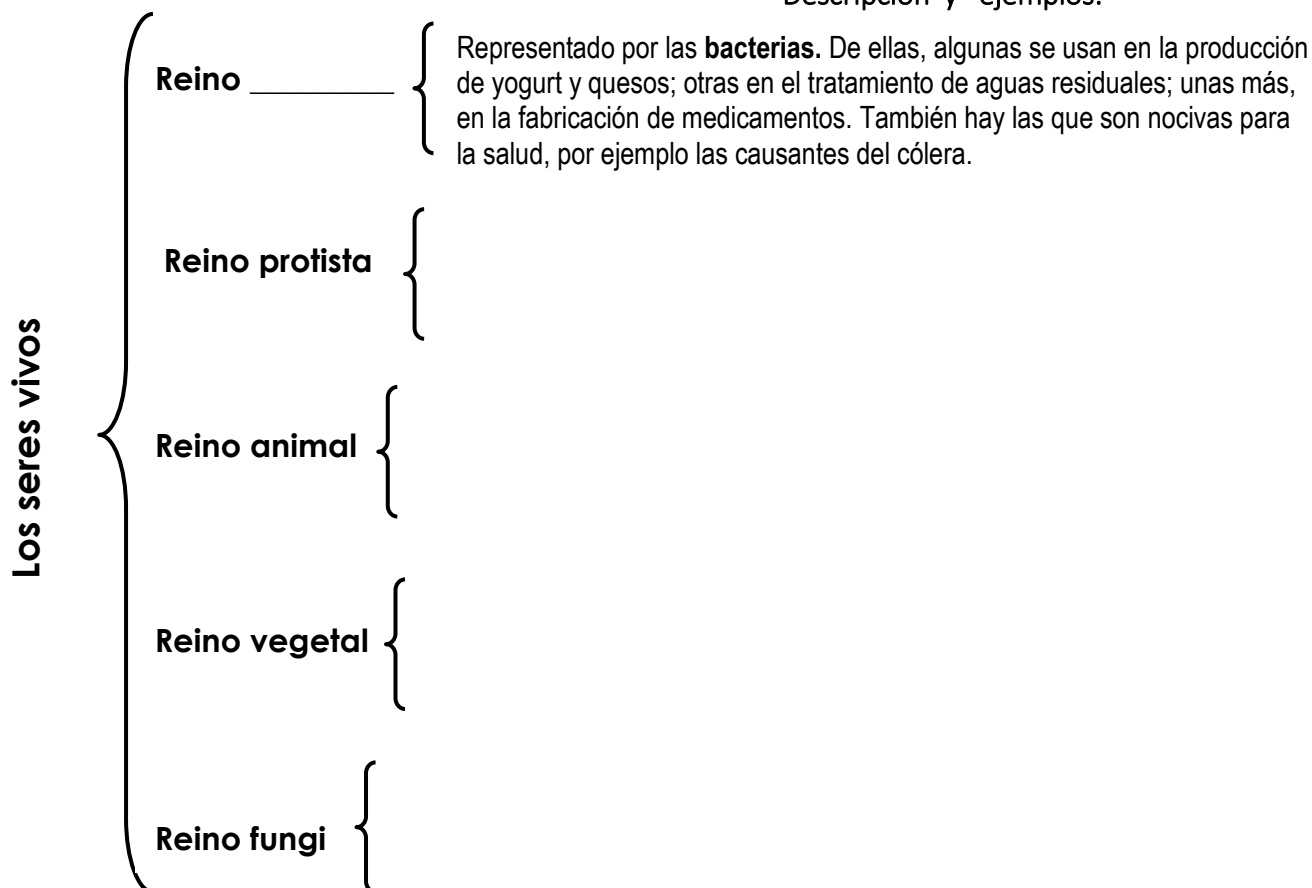 Descripción y ejemplos.
Reino __________
Representado por las bacterias. De ellas, algunas se usan en la producción
de yogurt y quesos; otras en el tratamiento de aguas residuales; unas más,
en la fabricación de medicamentos. También hay las que son nocivas para
la salud, por ejemplo las causantes del cólera.
Reino protista
Los seres vivos
Reino animal
Reino vegetal
Reino fungi